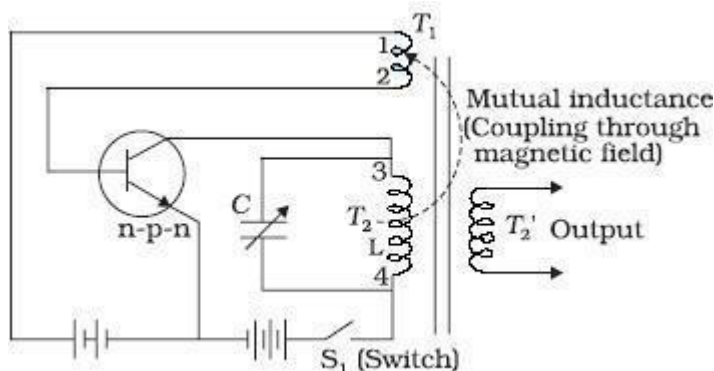 T1
1
2
Mutual inductance
(Coupling through
magnetic field)
3
C
T2
n-p-n
L
T2' Output
4
S1 (Switch)